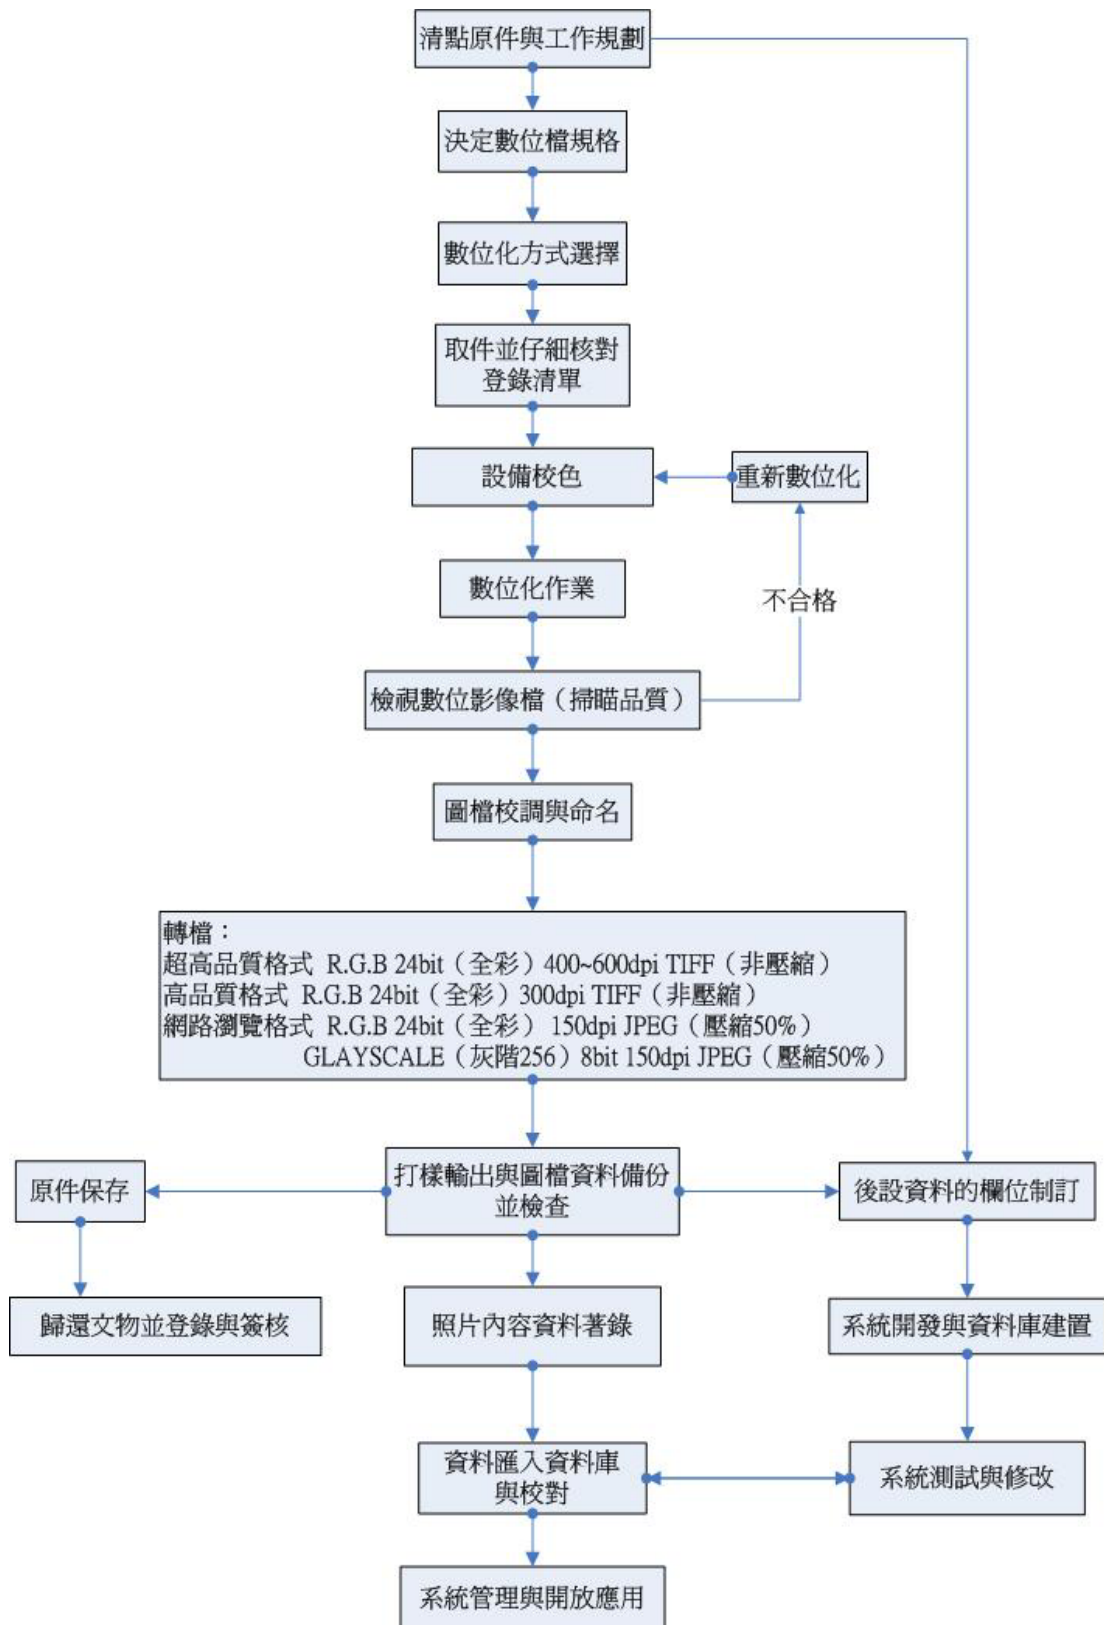 清點原件與工作規劃
決定數位檔規格
數位化方式選擇
取件並仔細核對
登錄清單
設備校色
重新數位化
數位化作業
不合格
檢視數位影像檔（掃瞄品質）
圖檔校調與命名
轉檔：
超高品質格式 R.G.B 24bit（全彩）400~600dpi TIFF（非壓縮）
高品質格式 R.G.B 24bit（全彩）300dpi TIFF（非壓縮）
網路瀏覽格式 R.G.B 24bit（全彩） 150dpi JPEG（壓縮50%）
GLAYSCALE（灰階256）8bit 150dpi JPEG（壓縮50%）
原件保存
打樣輸出與圖檔資料備份
並檢查
後設資料的欄位制訂
歸還文物並登錄與簽核
照片內容資料著錄
系統開發與資料庫建置
資料匯入資料庫
與校對
系統測試與修改
系統管理與開放應用